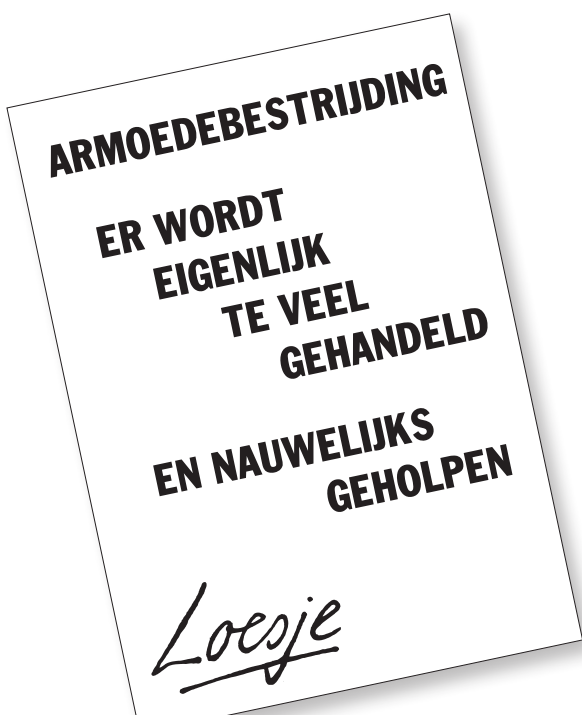 ARMOEDEBESTRIJDING
ER WORDT
EIGENLIJK
TE VEEL
GEHANDELD
EN NAUWELIJKS
GEHOLPEN
Loesje